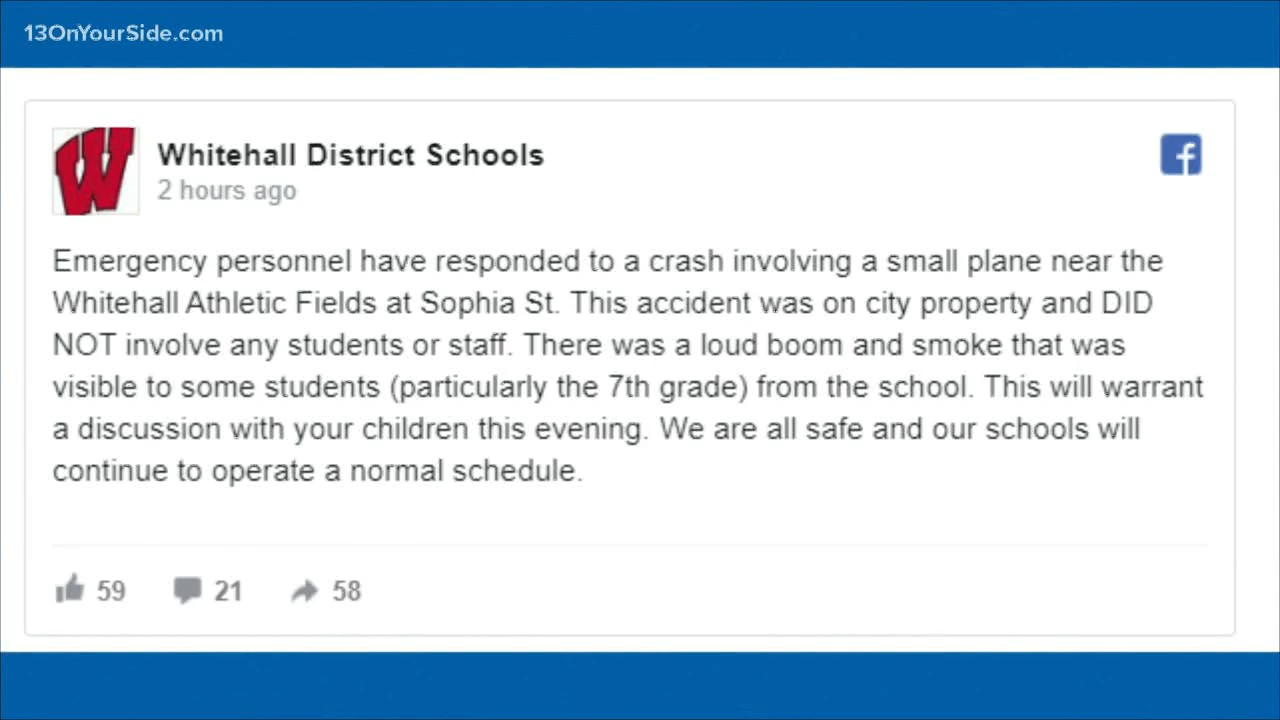 13OnYourSide.com
W
Whitehall District Schools
2 hours ago
f
Emergency personnel have responded to a crash involving a small plane near the
Whitehall Athletic Fields at Sophia St. This accident was on city property and DID
NOT involve any students or staff. There was a loud boom and smoke that was
visible to some students (particularly the 7th grade) from the school. This will warrant
a discussion with your children this evening. We are all safe and our schools will
continue to operate a normal schedule.
59 21 58